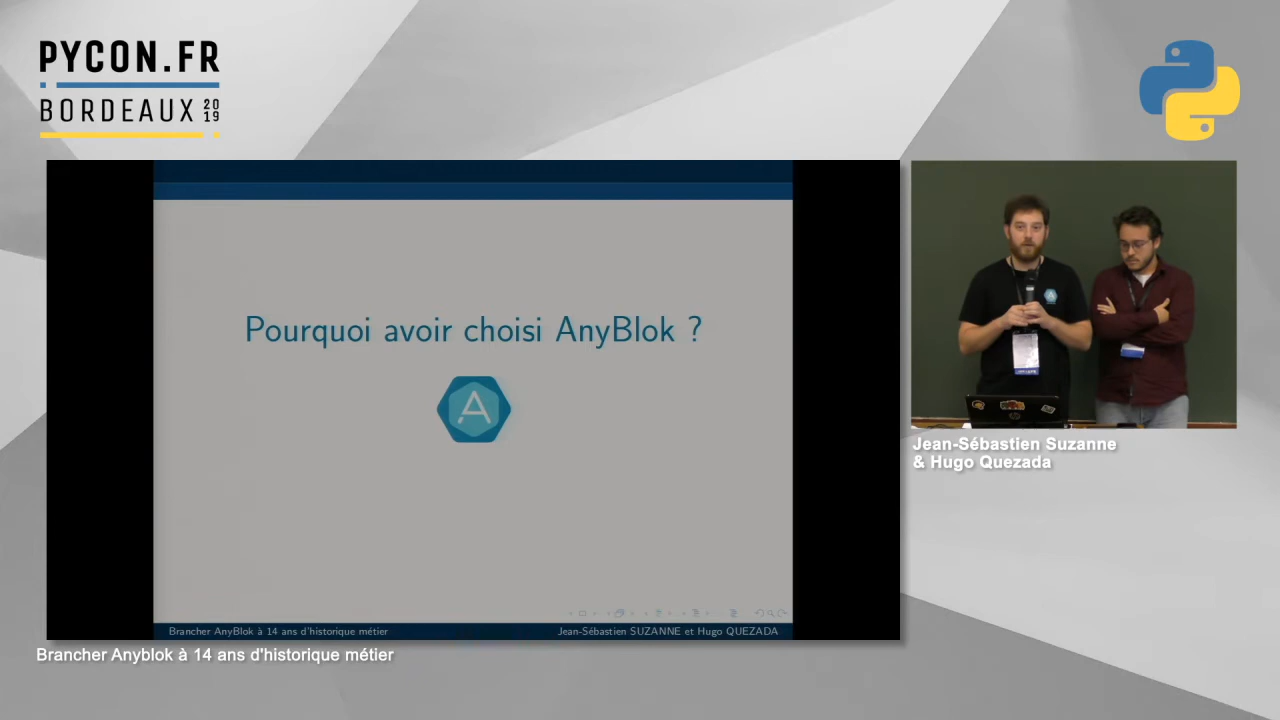 PYCON.FR
BORDEAUX 2019
Pourquoi avoir choisi AnyBlok ?
A
Brancher AnyBlok à 14 ans d'historique métier
Jean-Sébastien SUZANNE et Hugo QUEZADA
Jean-Sébastien Suzanne
& Hugo Quezada
Brancher Anyblok à 14 ans d'historique métier